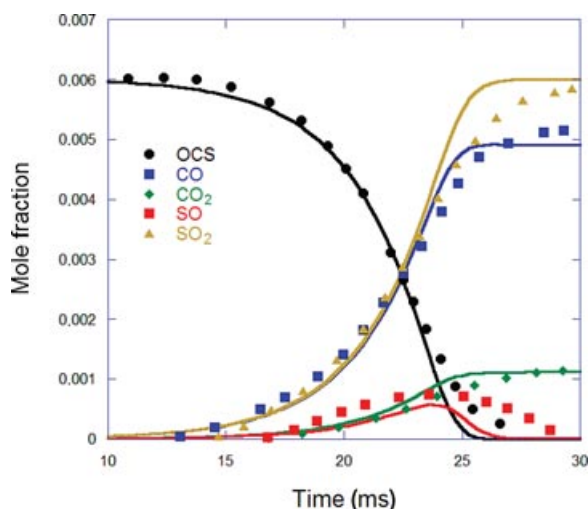 0.007
0.006
0.005
0.004
0.003
0.002
0.001
0
Mole fraction
OCS
CO
CO₂
SO
SO₂
10 15 20 25 30
Time (ms)